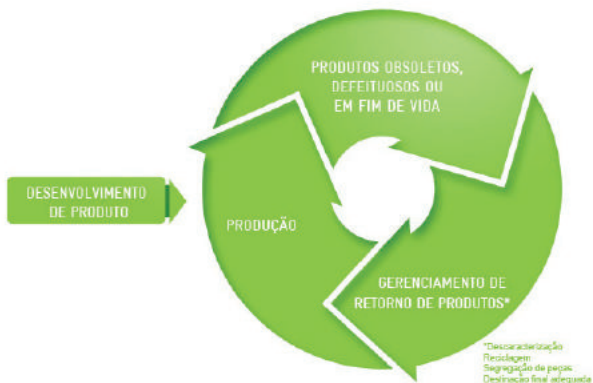 PRODUTOS OBSOLETOS,
DEFEITUOSOS OU
EM FIM DE VIDA
DESENVOLVIMENTO
DE PRODUTO
PRODUÇÃO
GERENCIAMENTO DE
RETORNO DE PRODUTOS*
*Descaracterização
Reciclagem
Segregação de peças
Destinação final adequada